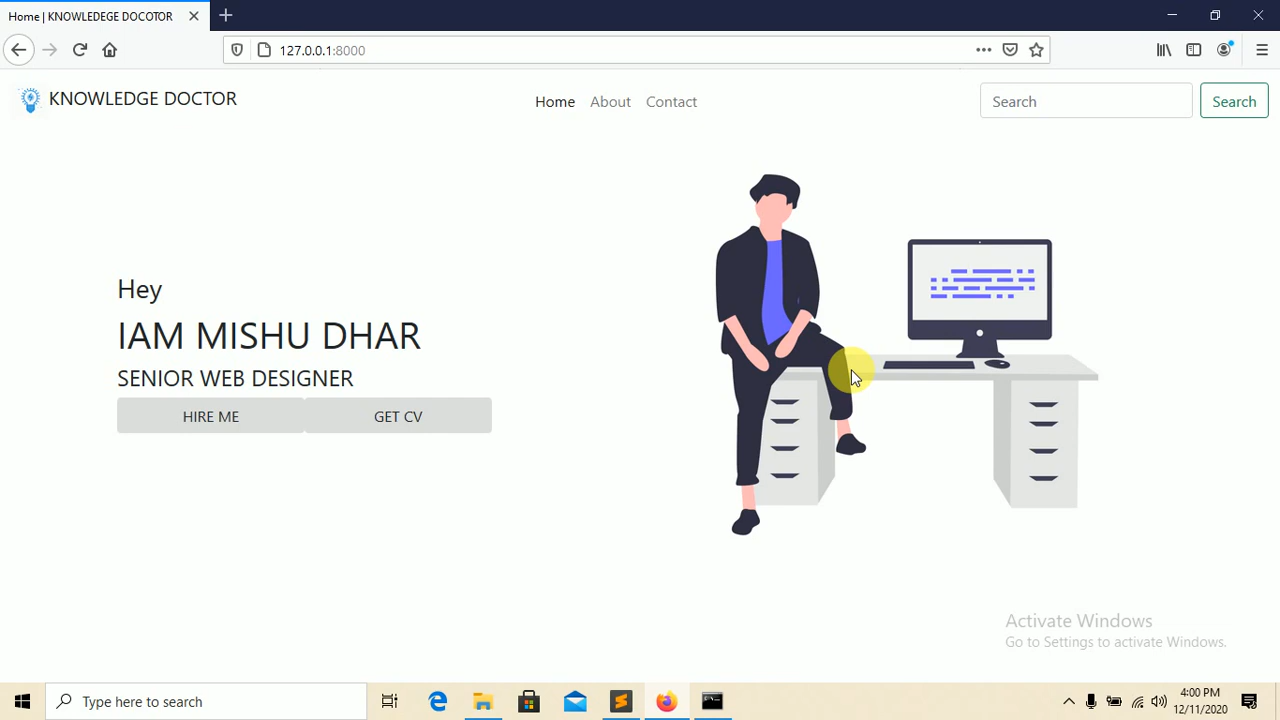 Home | KNOWLEDEGE DOCOTOR
127.0.0.1:8000
KNOWLEDGE DOCTOR
Home About Contact
Search
Search
Hey
IAM MISHU DHAR
SENIOR WEB DESIGNER
HIRE ME
GET CV
Activate Windows
Go to Settings to activate Windows.
Type here to search
4:00 PM
12/11/2020